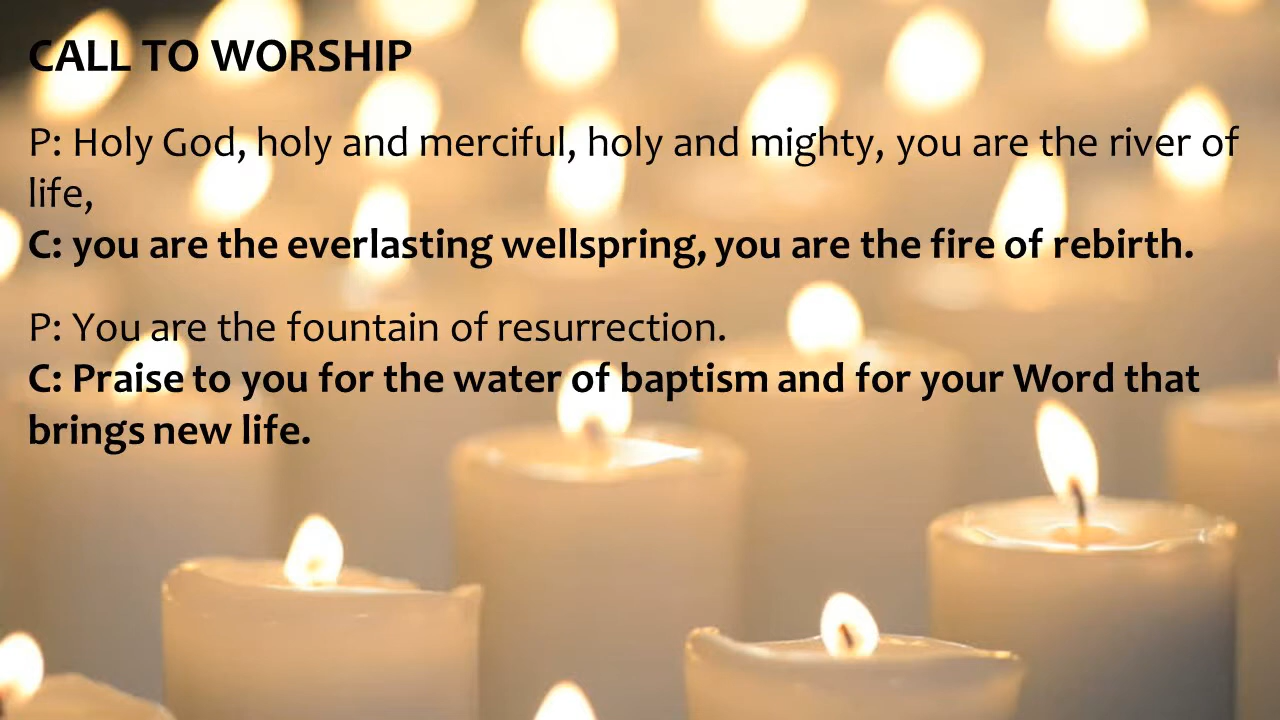 CALL TO WORSHIP
P: Holy God, holy and merciful, holy and mighty, you are the river of
life,
C: you are the everlasting wellspring, you are the fire of rebirth.
P: You are the fountain of resurrection.
C: Praise to you for the water of baptism and for your Word that
brings new life.